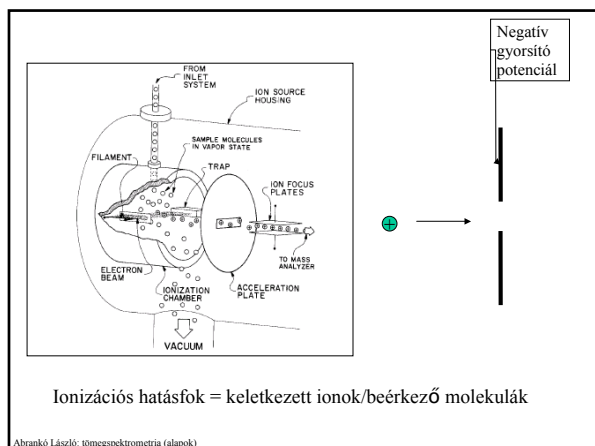 Negatív
gyorsító
potenciál
FROM
INLET
SYSTEM
ION SOURCE
HOUSING
SAMPLE MOLECULES
IN VAPOR STATE
FILAMENT
TRAP
ION FOCUS
PLATES
TO MASS
ANALYZER
ELECTRON
BEAM
IONIZATION
CHAMBER
ACCELERATION
PLATE
VACUUM
Ionizációs hatásfok = keletkezett ionok/beérkező molekulák
Abrankó László: tömegspektrometria (alapok)